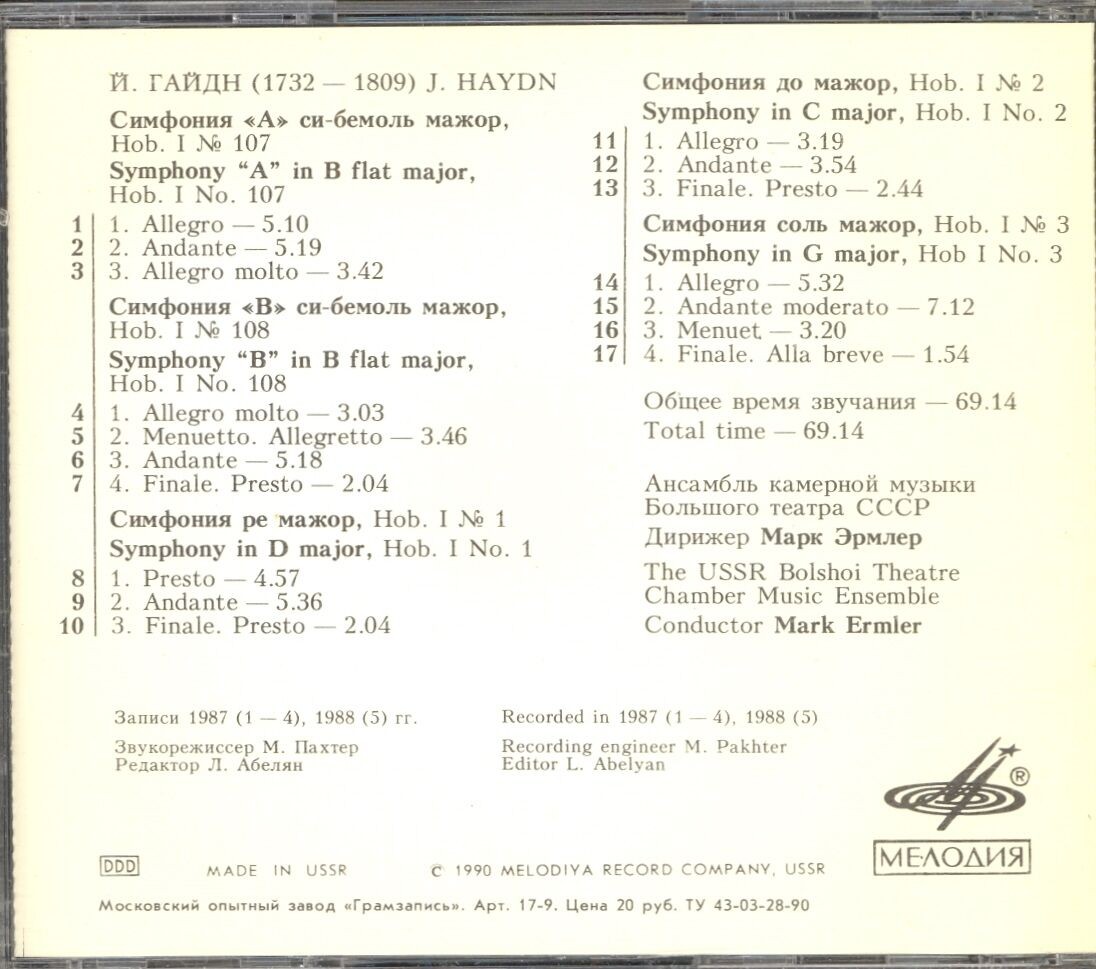 Й. ГАЙДН (1732 — 1809) J. HAYDN
Симфония «А» си-бемоль мажор,
Hob. I № 107
Symphony “A” in B flat major,
Hob. I No. 107
1 1. Allegro — 5.10
2 2. Andante — 5.19
3 3. Allegro molto — 3.42
Симфония «В» си-бемоль мажор,
Hob. I № 108
Symphony “B” in B flat major,
Hob. I No. 108
4 1. Allegro molto — 3.03
5 2. Menuetto. Allegretto — 3.46
6 3. Andante — 5.18
7 4. Finale. Presto — 2.04
Симфония ре мажор, Hob. I № 1
Symphony in D major, Hob. I No. 1
8 1. Presto — 4.57
9 2. Andante — 5.36
10 3. Finale. Presto — 2.04
Симфония до мажор, Hob. I № 2
Symphony in C major, Hob. I No. 2
11 1. Allegro — 3.19
12 2. Andante — 3.54
13 3. Finale. Presto — 2.44
Симфония соль мажор, Hob. I № 3
Symphony in G major, Hob I No. 3
14 1. Allegro — 5.32
15 2. Andante moderato — 7.12
16 3. Menuet — 3.20
17 4. Finale. Alla breve — 1.54
Общее время звучания — 69.14
Total time — 69.14
Ансамбль камерной музыки
Большого театра СССР
Дирижер Марк Эрмлер
The USSR Bolshoi Theatre
Chamber Music Ensemble
Conductor Mark Ermler
Записи 1987 (1 — 4), 1988 (5) гг.
Звукорежиссер М. Пахтер
Редактор Л. Абелян
Recorded in 1987 (1 — 4), 1988 (5)
Recording engineer M. Pakhter
Editor L. Abelyan
®
МЕЛОДИЯ
DDD MADE IN USSR © 1990 MELODIYA RECORD COMPANY, USSR
Московский опытный завод «Грамзапись». Арт. 17-9. Цена 20 руб. ТУ 43-03-28-90